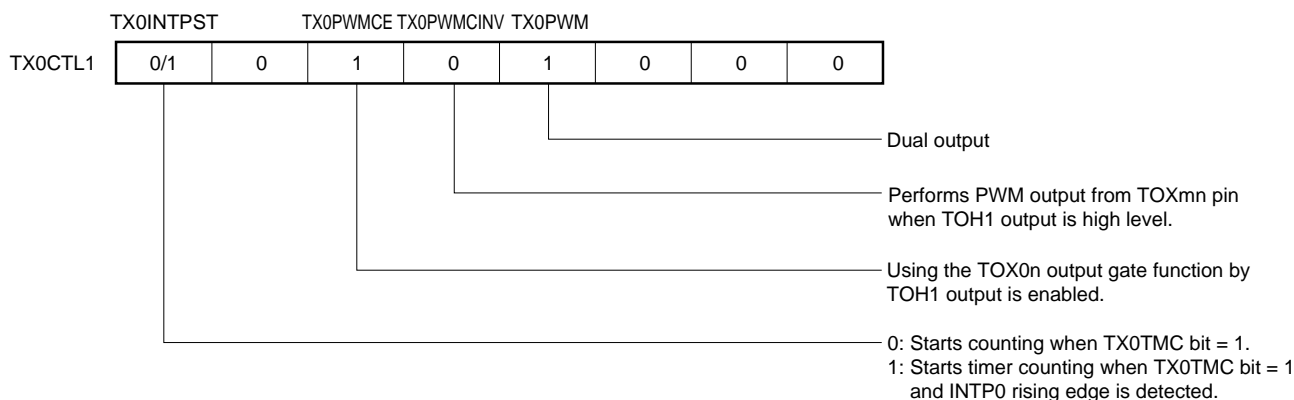 TX0INTPST TX0PWMCE TX0PWMCINV TX0PWM
TX0CTL1 0/1 0 1 0 1 0 0 0
Dual output
Performs PWM output from TOXmn pin
when TOH1 output is high level.
Using the TOX0n output gate function by
TOH1 output is enabled.
0: Starts counting when TX0TMC bit = 1.
1: Starts timer counting when TX0TMC bit = 1
and INTP0 rising edge is detected.